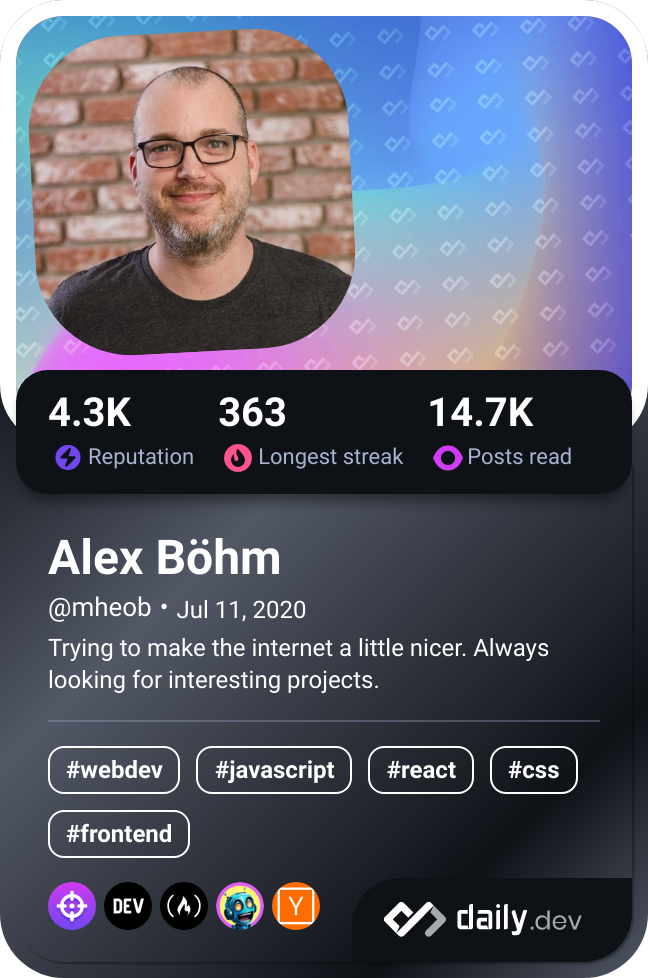 4.3K 363 14.7K
Reputation Longest streak Posts read
Alex Böhm
@mheob • Jul 11, 2020
Trying to make the internet a little nicer. Always
looking for interesting projects.
#webdev #javascript #react #css
#frontend
DEV Y
daily.dev